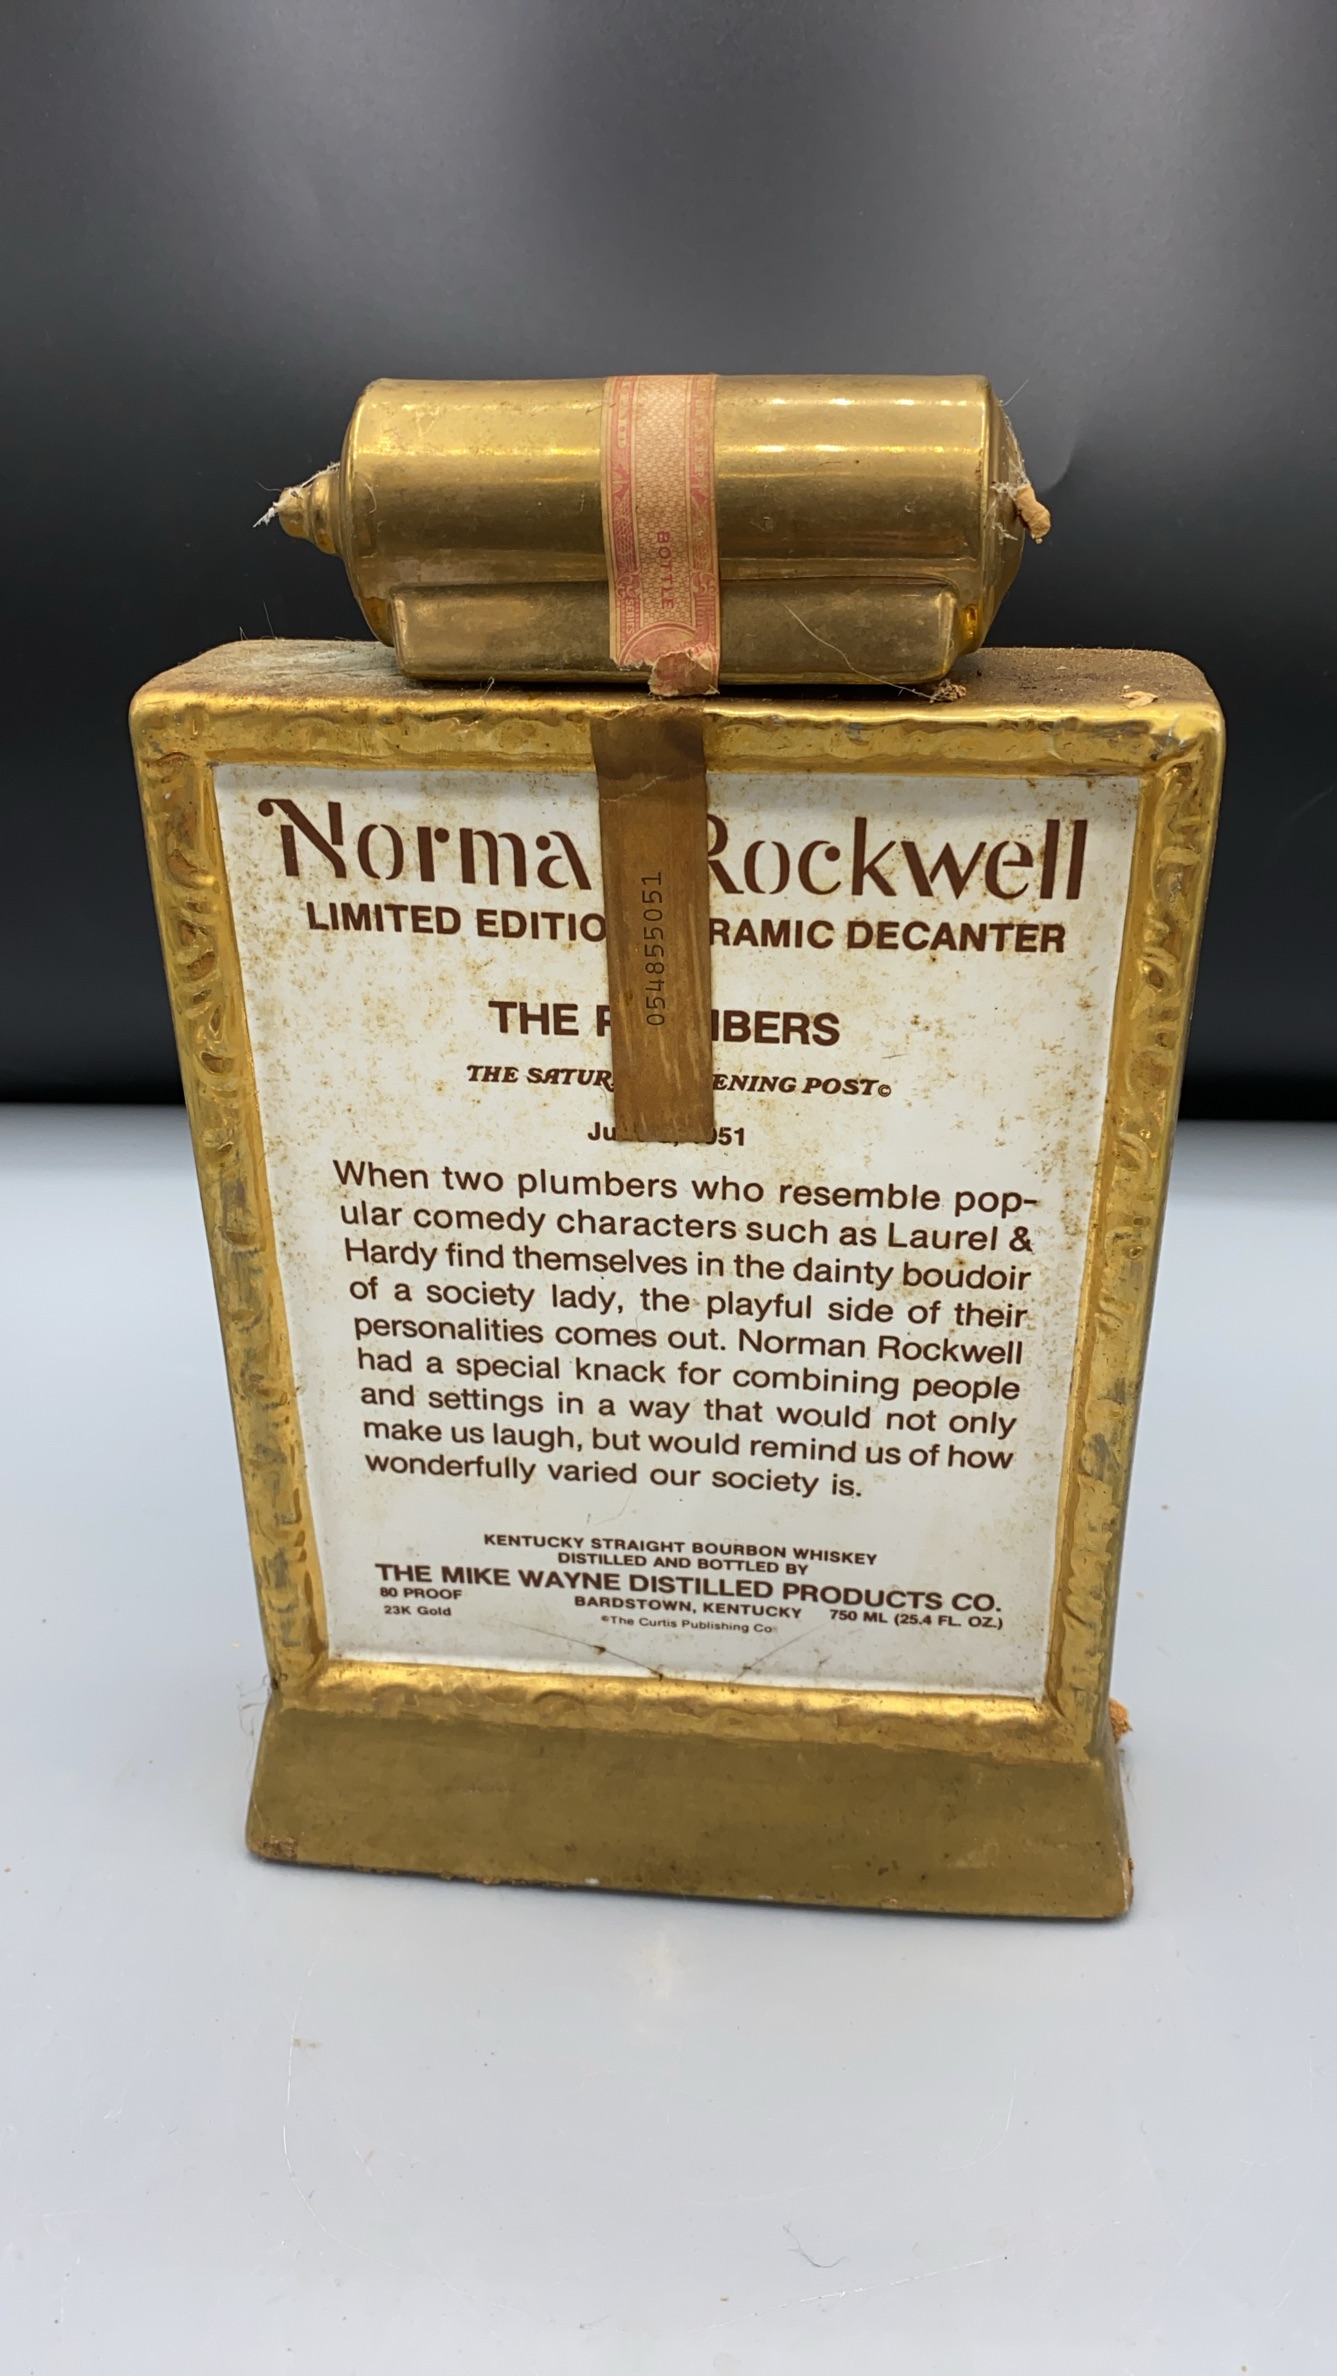 BOTTLE
054855051
Norma Rockwell
LIMITED EDITIO RAMIC DECANTER
THE P MBERS
THE SATUR ENING POST©
Ju 951
When two plumbers who resemble pop-
ular comedy characters such as Laurel &
Hardy find themselves in the dainty boudoir
of a society lady, the playful side of their
personalities comes out. Norman Rockwell
had a special knack for combining people
and settings in a way that would not only
make us laugh, but would remind us of how
wonderfully varied our society is.
KENTUCKY STRAIGHT BOURBON WHISKEY
DISTILLED AND BOTTLED BY
THE MIKE WAYNE DISTILLED PRODUCTS CO.
80 PROOF BARDSTOWN, KENTUCKY 750 ML (25.4 FL. OZ.)
23K Gold ©The Curtis Publishing Co